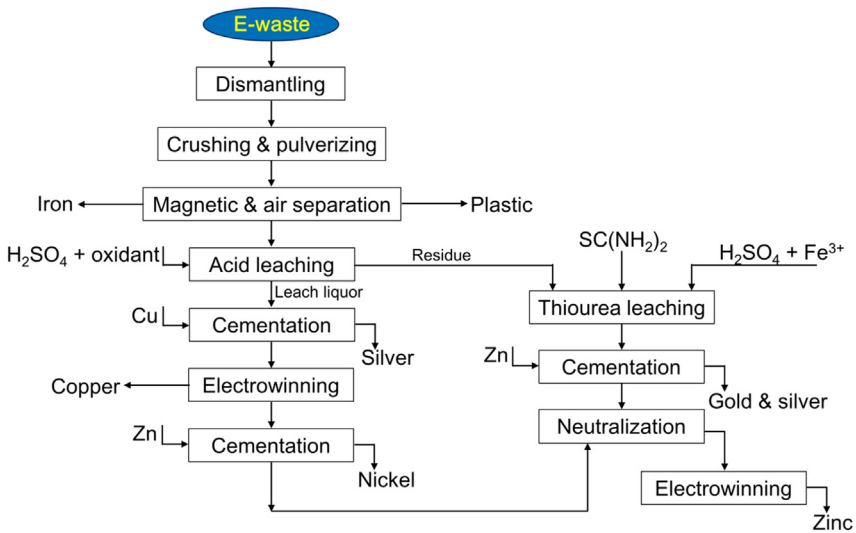 E-waste
Dismantling
Crushing & pulverizing
Iron
Magnetic & air separation
Plastic
H₂SO₄ + oxidant
Acid leaching
Residue
SC(NH₂)₂
H₂SO₄ + Fe³⁺
Leach liquor
Thiourea leaching
Cu
Cementation
Silver
Zn
Cementation
Gold & silver
Copper
Electrowinning
Neutralization
Zn
Cementation
Nickel
Electrowinning
Zinc